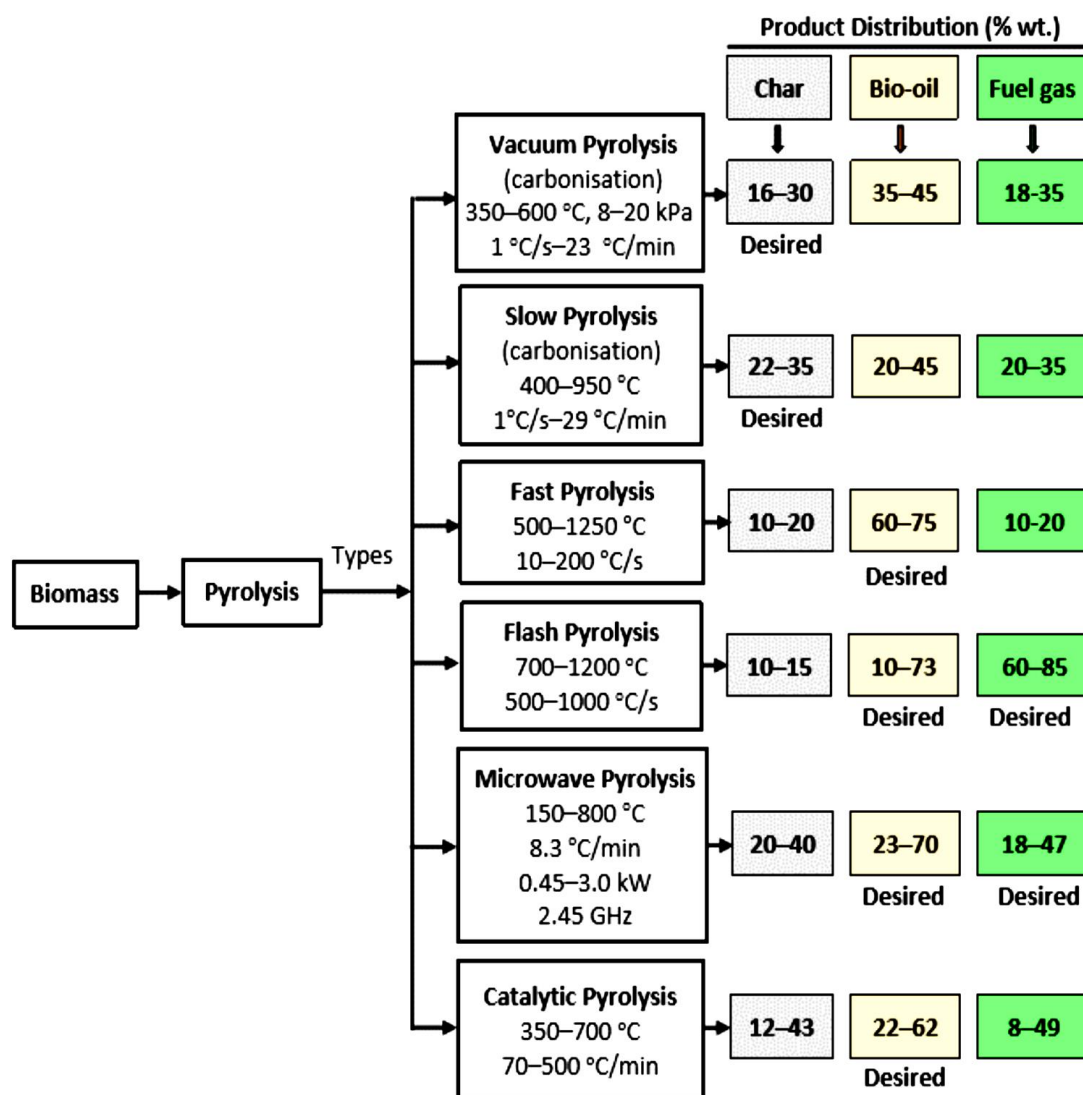 Product Distribution (% wt.)
Char
Bio-oil
Fuel gas
Vacuum Pyrolysis
(carbonisation)
350–600 °C, 8–20 kPa
1 °C/s–23 °C/min
16–30
35–45
18-35
Desired
Slow Pyrolysis
(carbonisation)
400–950 °C
1°C/s–29 °C/min
22–35
20–45
20–35
Desired
Fast Pyrolysis
500–1250 °C
10–200 °C/s
10–20
60–75
10-20
Desired
Biomass
Pyrolysis
Types
Flash Pyrolysis
700–1200 °C
500–1000 °C/s
10–15
10–73
60–85
Desired
Desired
Microwave Pyrolysis
150–800 °C
8.3 °C/min
0.45–3.0 kW
2.45 GHz
20–40
23–70
18–47
Desired
Desired
Catalytic Pyrolysis
350–700 °C
70–500 °C/min
12–43
22–62
8–49
Desired